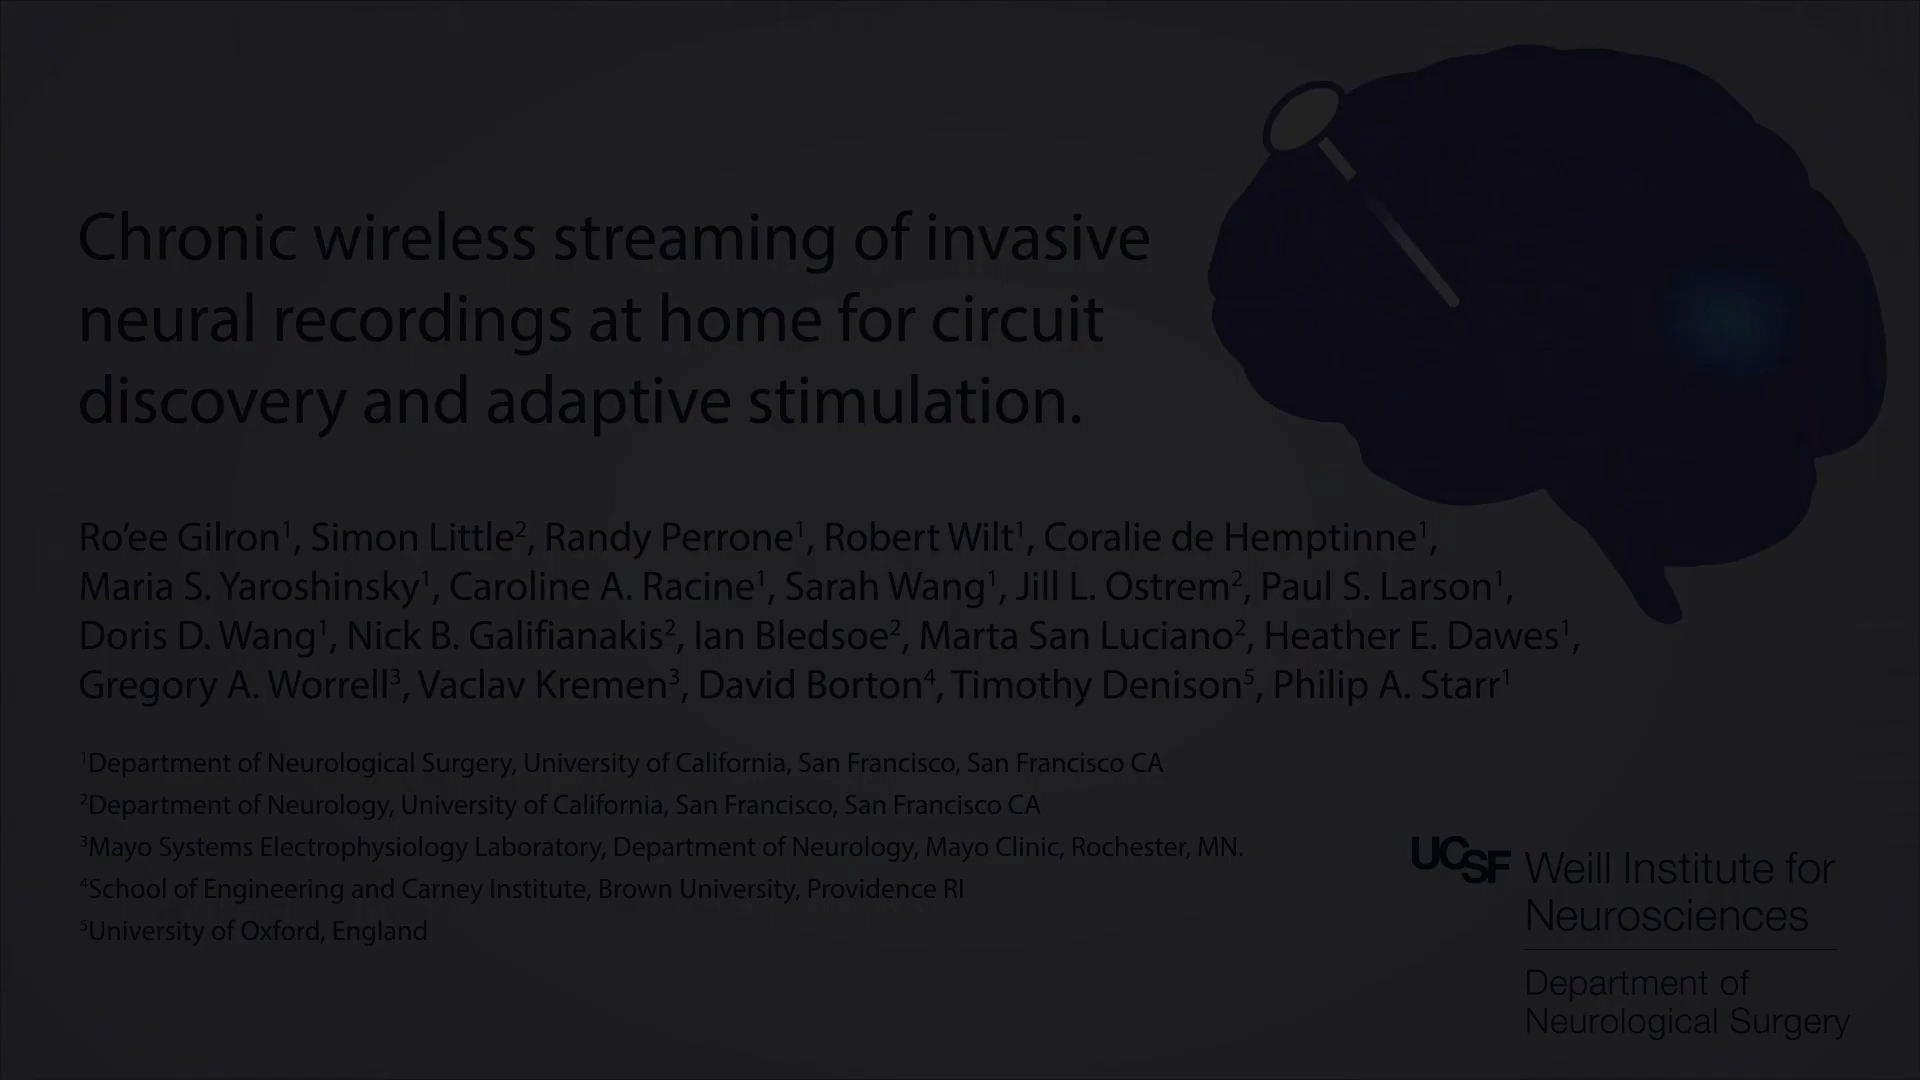 Chronic wireless streaming of invasive
neural recordings at home for circuit
discovery and adaptive stimulation.
Ro’ee Gilron¹, Simon Little², Randy Perrone¹, Robert Wilt¹, Coralie de Hemptinne¹,
Maria S. Yaroshinsky¹, Caroline A. Racine¹, Sarah Wang¹, Jill L. Ostrem², Paul S. Larson¹,
Doris D. Wang¹, Nick B. Galifianakis², Ian Bledsoe², Marta San Luciano², Heather E. Dawes¹,
Gregory A. Worrell³, Vaclav Kremen³, David Borton⁴, Timothy Denison⁵, Philip A. Starr¹
¹Department of Neurological Surgery, University of California, San Francisco, San Francisco CA
²Department of Neurology, University of California, San Francisco, San Francisco CA
³Mayo Systems Electrophysiology Laboratory, Department of Neurology, Mayo Clinic, Rochester, MN.
⁴School of Engineering and Carney Institute, Brown University, Providence RI
⁵University of Oxford, England
UCSF Weill Institute for
Neurosciences
Department of
Neurological Surgery